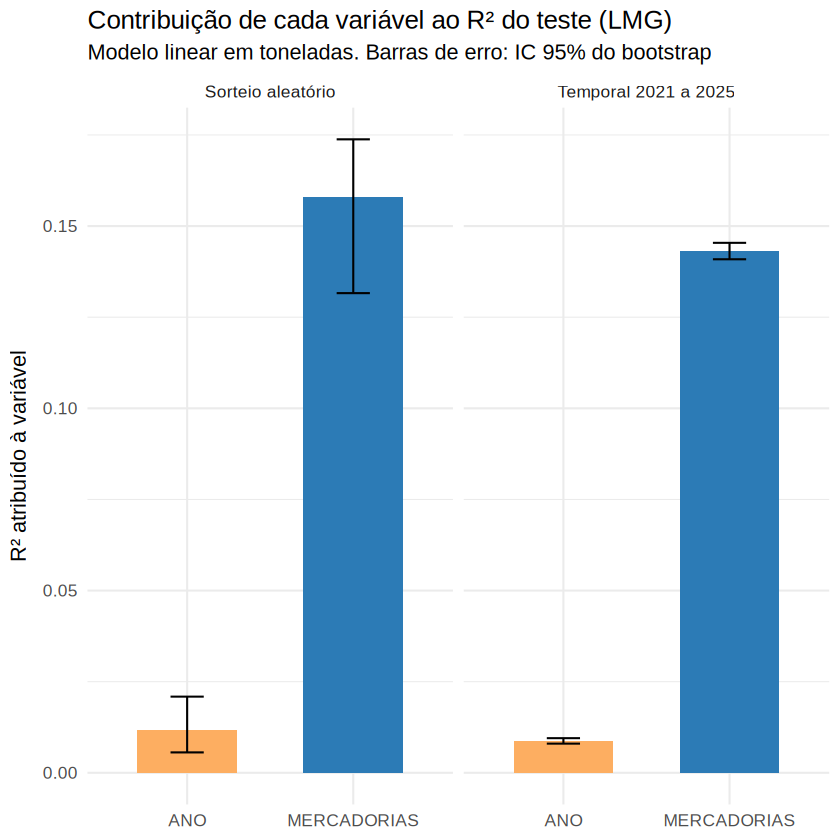 Contribuição de cada variável ao R² do teste (LMG)
Modelo linear em toneladas. Barras de erro: IC 95% do bootstrap
Sorteio aleatório
Temporal 2021 a 2025
R² atribuído à variável
0.15
0.10
0.05
0.00
ANO
MERCADORIAS
ANO
MERCADORIAS